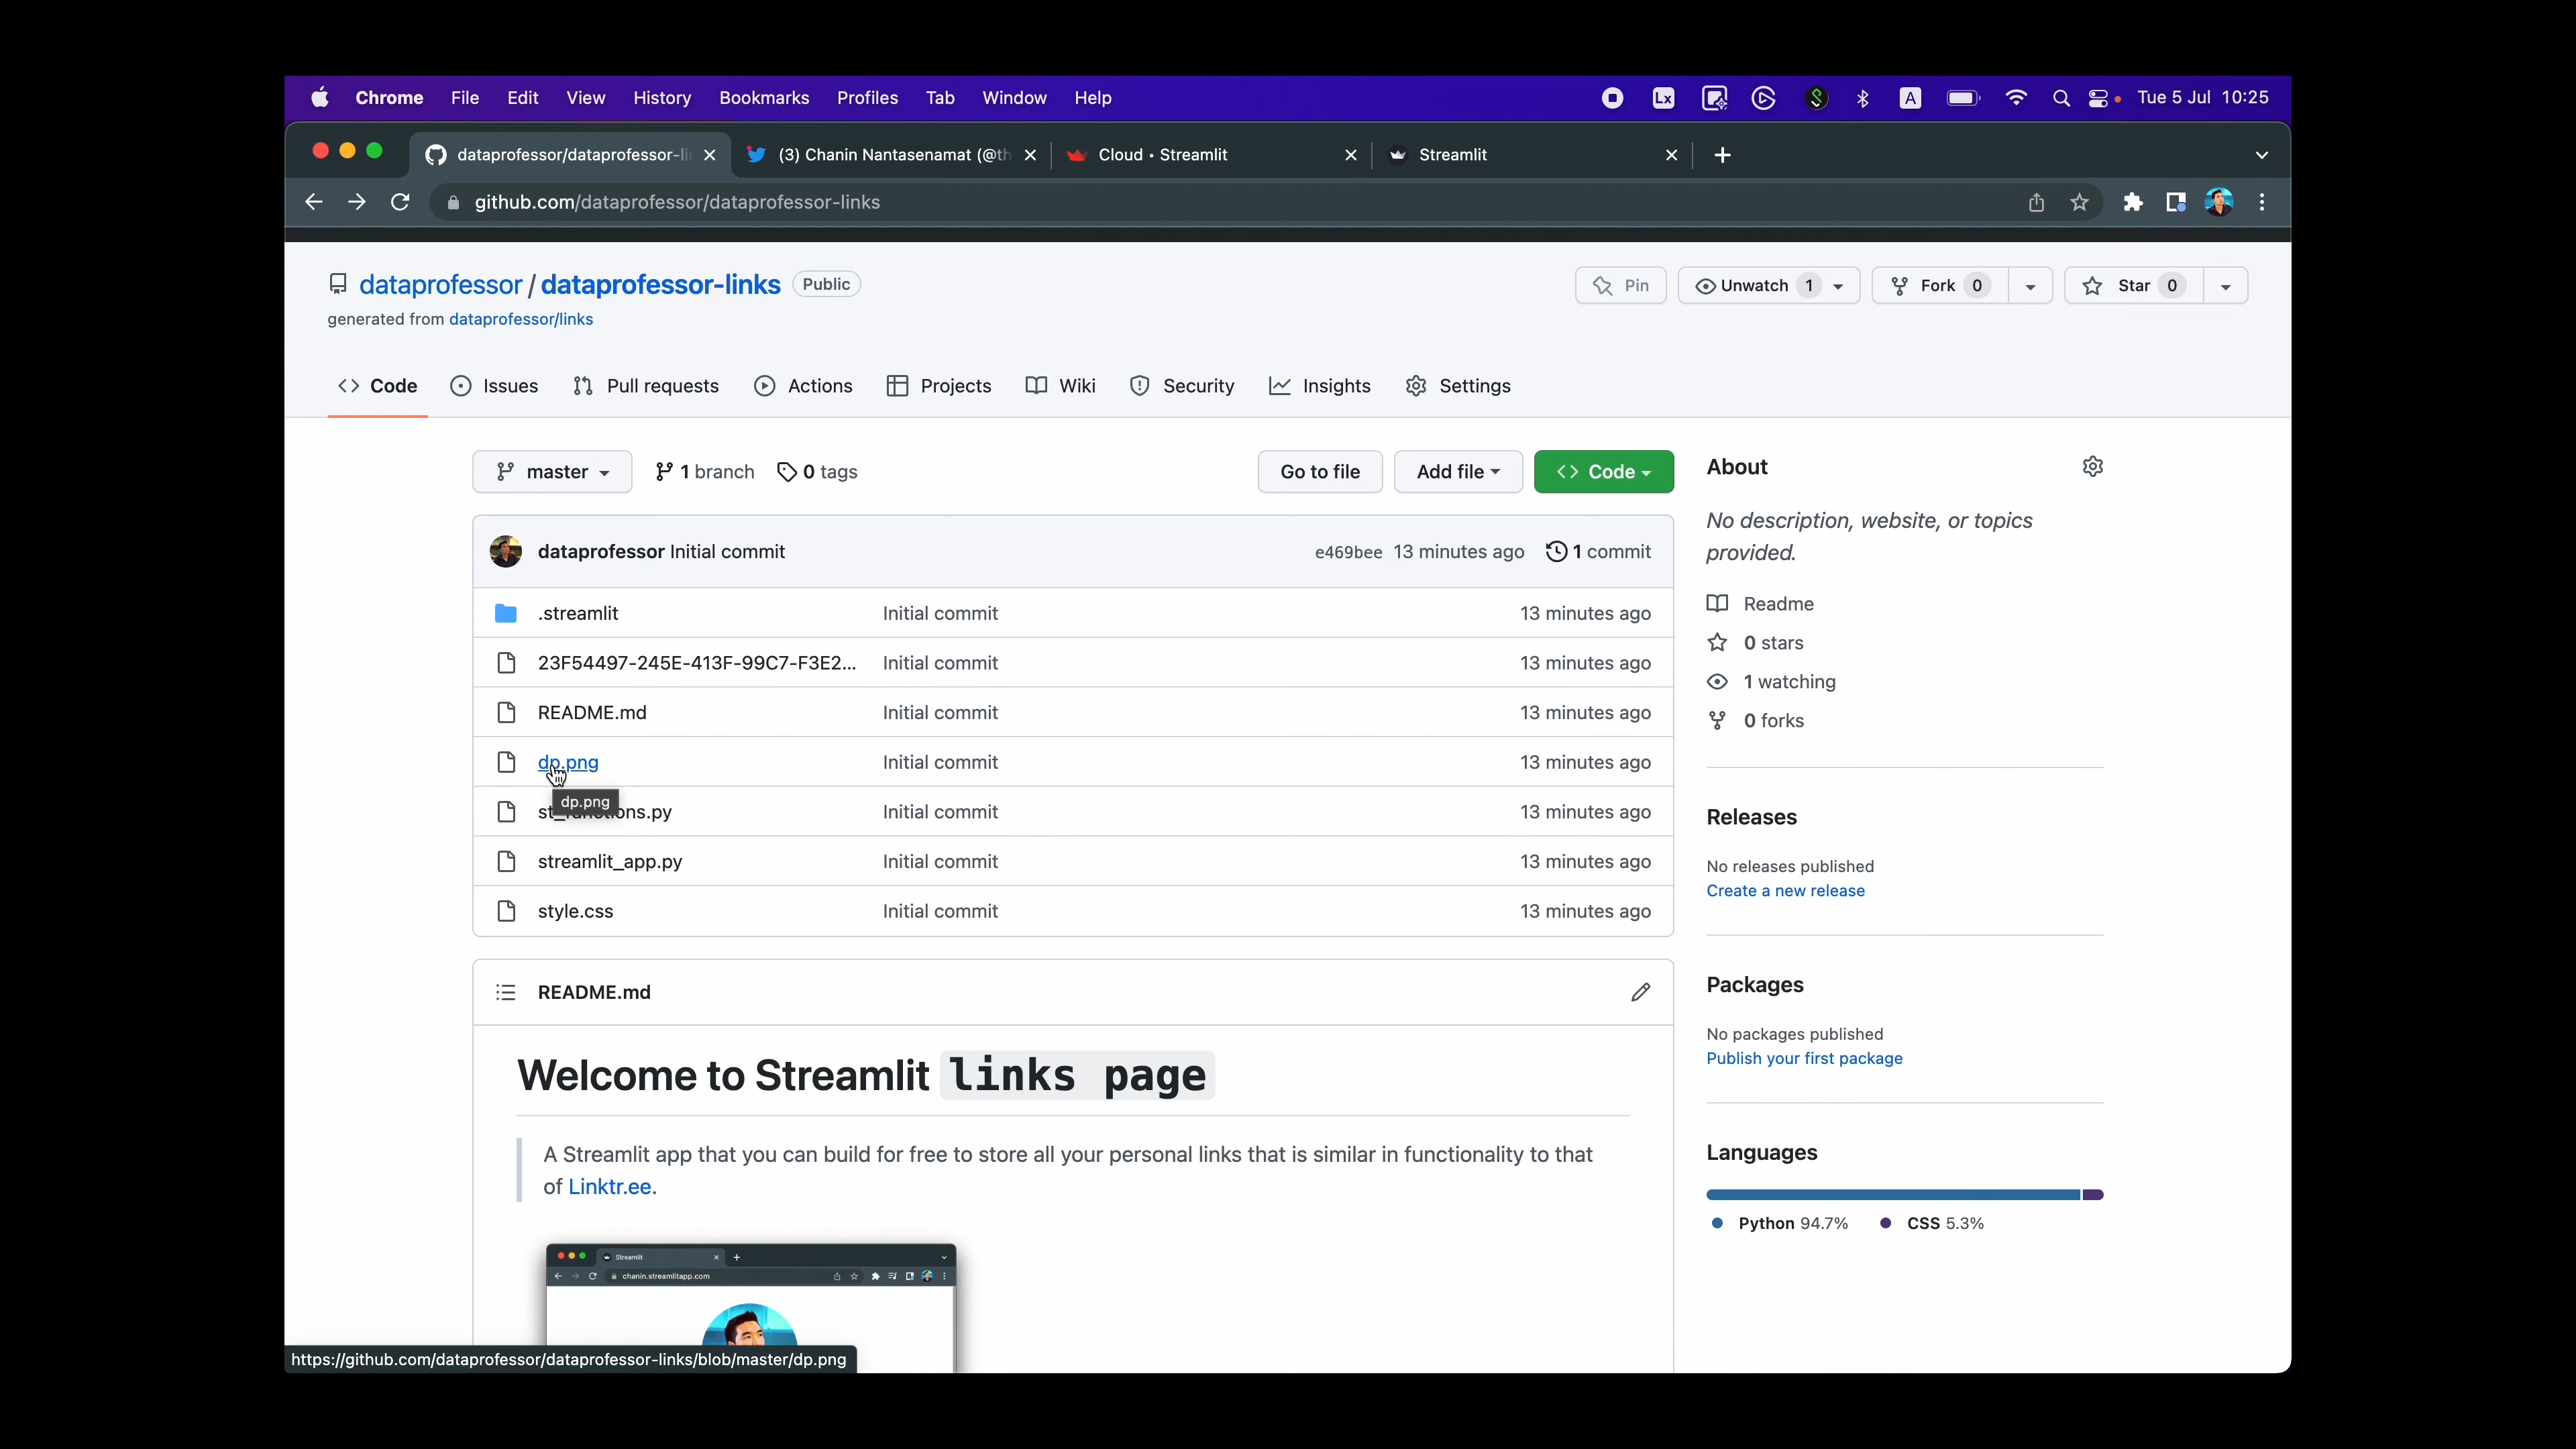 Chrome File Edit View History Bookmarks Profiles Tab Window Help Lx A Tue 5 Jul 10:25
dataprofessor/dataprofessor-li (3) Chanin Nantasenamat (@th Cloud • Streamlit Streamlit
github.com/dataprofessor/dataprofessor-links
dataprofessor / dataprofessor-links Public Pin Unwatch 1 Fork 0 Star 0
generated from dataprofessor/links
Code Issues Pull requests Actions Projects Wiki Security Insights Settings
master 1 branch 0 tags Go to file Add file Code
dataprofessor Initial commit e469bee 13 minutes ago 1 commit
.streamlit Initial commit 13 minutes ago
23F54497-245E-413F-99C7-F3E2... Initial commit 13 minutes ago
README.md Initial commit 13 minutes ago
dp.png Initial commit 13 minutes ago
dp.png
Initial commit 13 minutes ago
streamlit_app.py Initial commit 13 minutes ago
style.css Initial commit 13 minutes ago
README.md
Welcome to Streamlit links page
A Streamlit app that you can build for free to store all your personal links that is similar in functionality to that
of Linktr.ee.
Streamlit
chanin.streamlitapp.com
https://github.com/dataprofessor/dataprofessor-links/blob/master/dp.png
About
No description, website, or topics
provided.
Readme
0 stars
1 watching
0 forks
Releases
No releases published
Create a new release
Packages
No packages published
Publish your first package
Languages
Python 94.7% CSS 5.3%